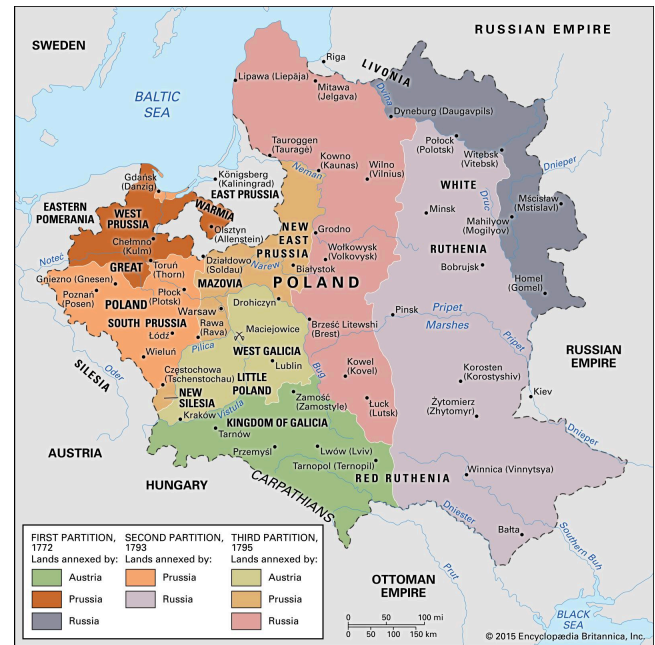 SWEDEN
RUSSIAN EMPIRE
Riga
LIVONIA
Lipawa (Liepāja)
Mitawa
(Jelgava)
Dvina
BALTIC
SEA
Dyneburg (Daugavpils)
Tauroggen
(Tauragė)
Połock
(Polotsk)
Witebsk
(Vitebsk)
Dnieper
Kowno
(Kaunas)
Wilno
(Vilnius)
Neman
Gdańsk
(Danzig)
Königsberg
(Kaliningrad)
EAST PRUSSIA
WHITE
Druc
EASTERN
POMERANIA
WEST
PRUSSIA
WARMIA
Mścisław
(Mstislavl)
Minsk
Mahilyow
(Mogilyov)
Olsztyn
(Allenstein)
NEW
EAST
PRUSSIA
Grodno
Chełmno
(Kulm)
RUTHENIA
Noteć
Działdowo
(Soldau)
Wołkowysk
(Volkovysk)
GREAT
Toruń
(Thorn)
Narew
Białystok
Bobrujsk
Gniezno (Gnesen)
Homel
(Gomel)
MAZOVIA
POLAND
Poznań
(Posen)
POLAND
Płock
(Plotsk)
Drohiczyn
SOUTH PRUSSIA
Warsaw
Pinsk
Pripet
Marshes
Pripet
Rawa
(Rava)
Maciejowice
Brześć Litewski
(Brest)
Łódź
Pilica
WEST GALICIA
RUSSIAN
EMPIRE
Wieluń
Bug
Kowel
(Kovel)
SILESIA
Oder
Częstochowa
(Tschenstochau)
Lublin
Korosten
(Korostyshiv)
LITTLE
POLAND
NEW
SILESIA
Zamość
(Zamostyle)
Łuck
(Lutsk)
Żytomierz
(Zhytomyr)
Kiev
Kraków
Vistula
KINGDOM OF GALICIA
Tarnów
Dnieper
AUSTRIA
Przemyśl
Lwów (Lviv)
Tarnopol (Ternopil)
Winnica (Vinnytsya)
RED RUTHENIA
HUNGARY
CARPATHIANS
Dniester
Bałta
Southern Buh
Prut
FIRST PARTITION,
1772
Lands annexed by:
Austria
Prussia
Russia
SECOND PARTITION,
1793
Lands annexed by:
Prussia
Russia
THIRD PARTITION,
1795
Lands annexed by:
Austria
Prussia
Russia
OTTOMAN
EMPIRE
0 50 100 mi
0 50 100 150 km
BLACK
SEA
© 2015 Encyclopædia Britannica, Inc.